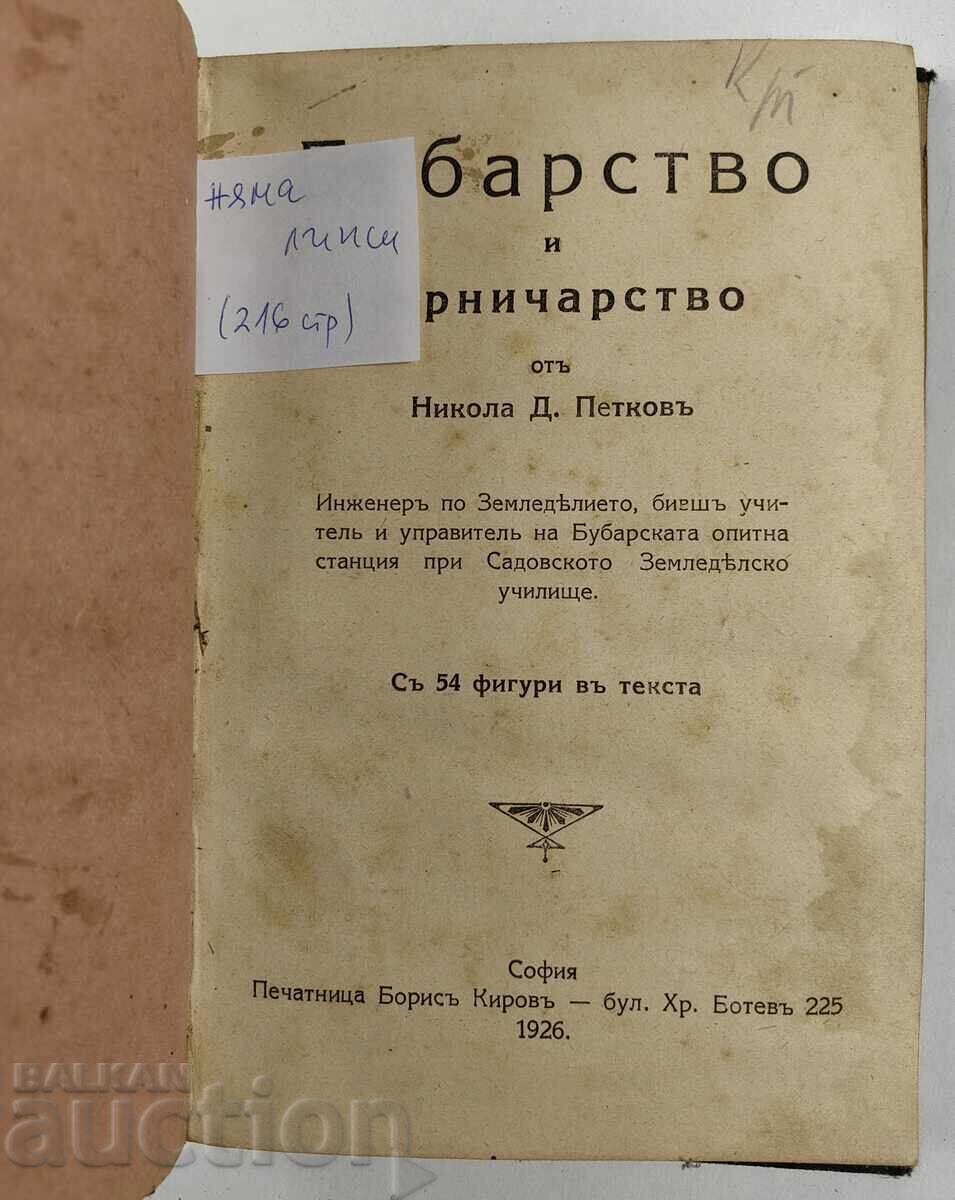 няма
липси
(216 стр)
барство
и
рничарство
отъ
Никола Д. Петковъ
Инженеръ по Земледѣлието, бившъ учи-
тель и управитель на Бубарската опитна
станция при Садовското Земледѣлско
училище.
Съ 54 фигури въ текста
София
Печатница Борисъ Кировъ — бул. Хр. Ботевъ 225
1926.
BALKAN
auction